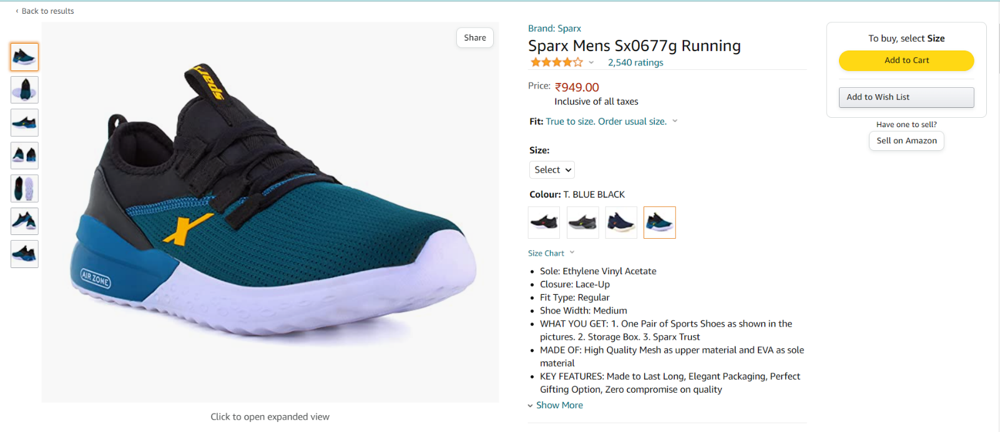 ‹ Back to results
Share
sparx
AIR ZONE
Click to open expanded view
Brand: Sparx
Sparx Mens Sx0677g Running
2,540 ratings
Price: ₹949.00
Inclusive of all taxes
Fit: True to size. Order usual size.
Size:
Select
Colour: T. BLUE BLACK
Size Chart
• Sole: Ethylene Vinyl Acetate
• Closure: Lace-Up
• Fit Type: Regular
• Shoe Width: Medium
• WHAT YOU GET: 1. One Pair of Sports Shoes as shown in the
pictures. 2. Storage Box. 3. Sparx Trust
• MADE OF: High Quality Mesh as upper material and EVA as sole
material
• KEY FEATURES: Made to Last Long, Elegant Packaging, Perfect
Gifting Option, Zero compromise on quality
Show More
To buy, select Size
Add to Cart
Add to Wish List
Have one to sell?
Sell on Amazon